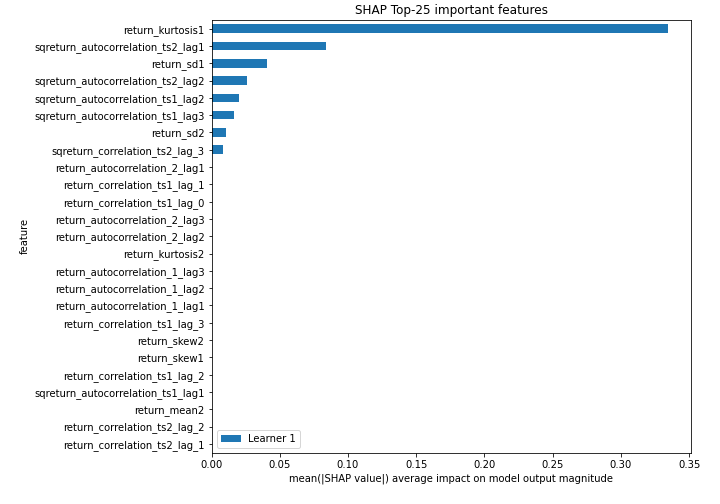 SHAP Top-25 important features
return_kurtosis1
sqreturn_autocorrelation_ts2_lag1
return_sd1
sqreturn_autocorrelation_ts2_lag2
sqreturn_autocorrelation_ts1_lag2
sqreturn_autocorrelation_ts1_lag3
return_sd2
sqreturn_correlation_ts2_lag_3
return_autocorrelation_2_lag1
return_correlation_ts1_lag_1
return_correlation_ts1_lag_0
return_autocorrelation_2_lag3
return_autocorrelation_2_lag2
return_kurtosis2
return_autocorrelation_1_lag3
return_autocorrelation_1_lag2
return_autocorrelation_1_lag1
return_correlation_ts1_lag_3
return_skew2
return_skew1
return_correlation_ts1_lag_2
sqreturn_autocorrelation_ts1_lag1
return_mean2
return_correlation_ts2_lag_2
return_correlation_ts2_lag_1
feature
Learner 1
0.00 0.05 0.10 0.15 0.20 0.25 0.30 0.35
mean(|SHAP value|) average impact on model output magnitude